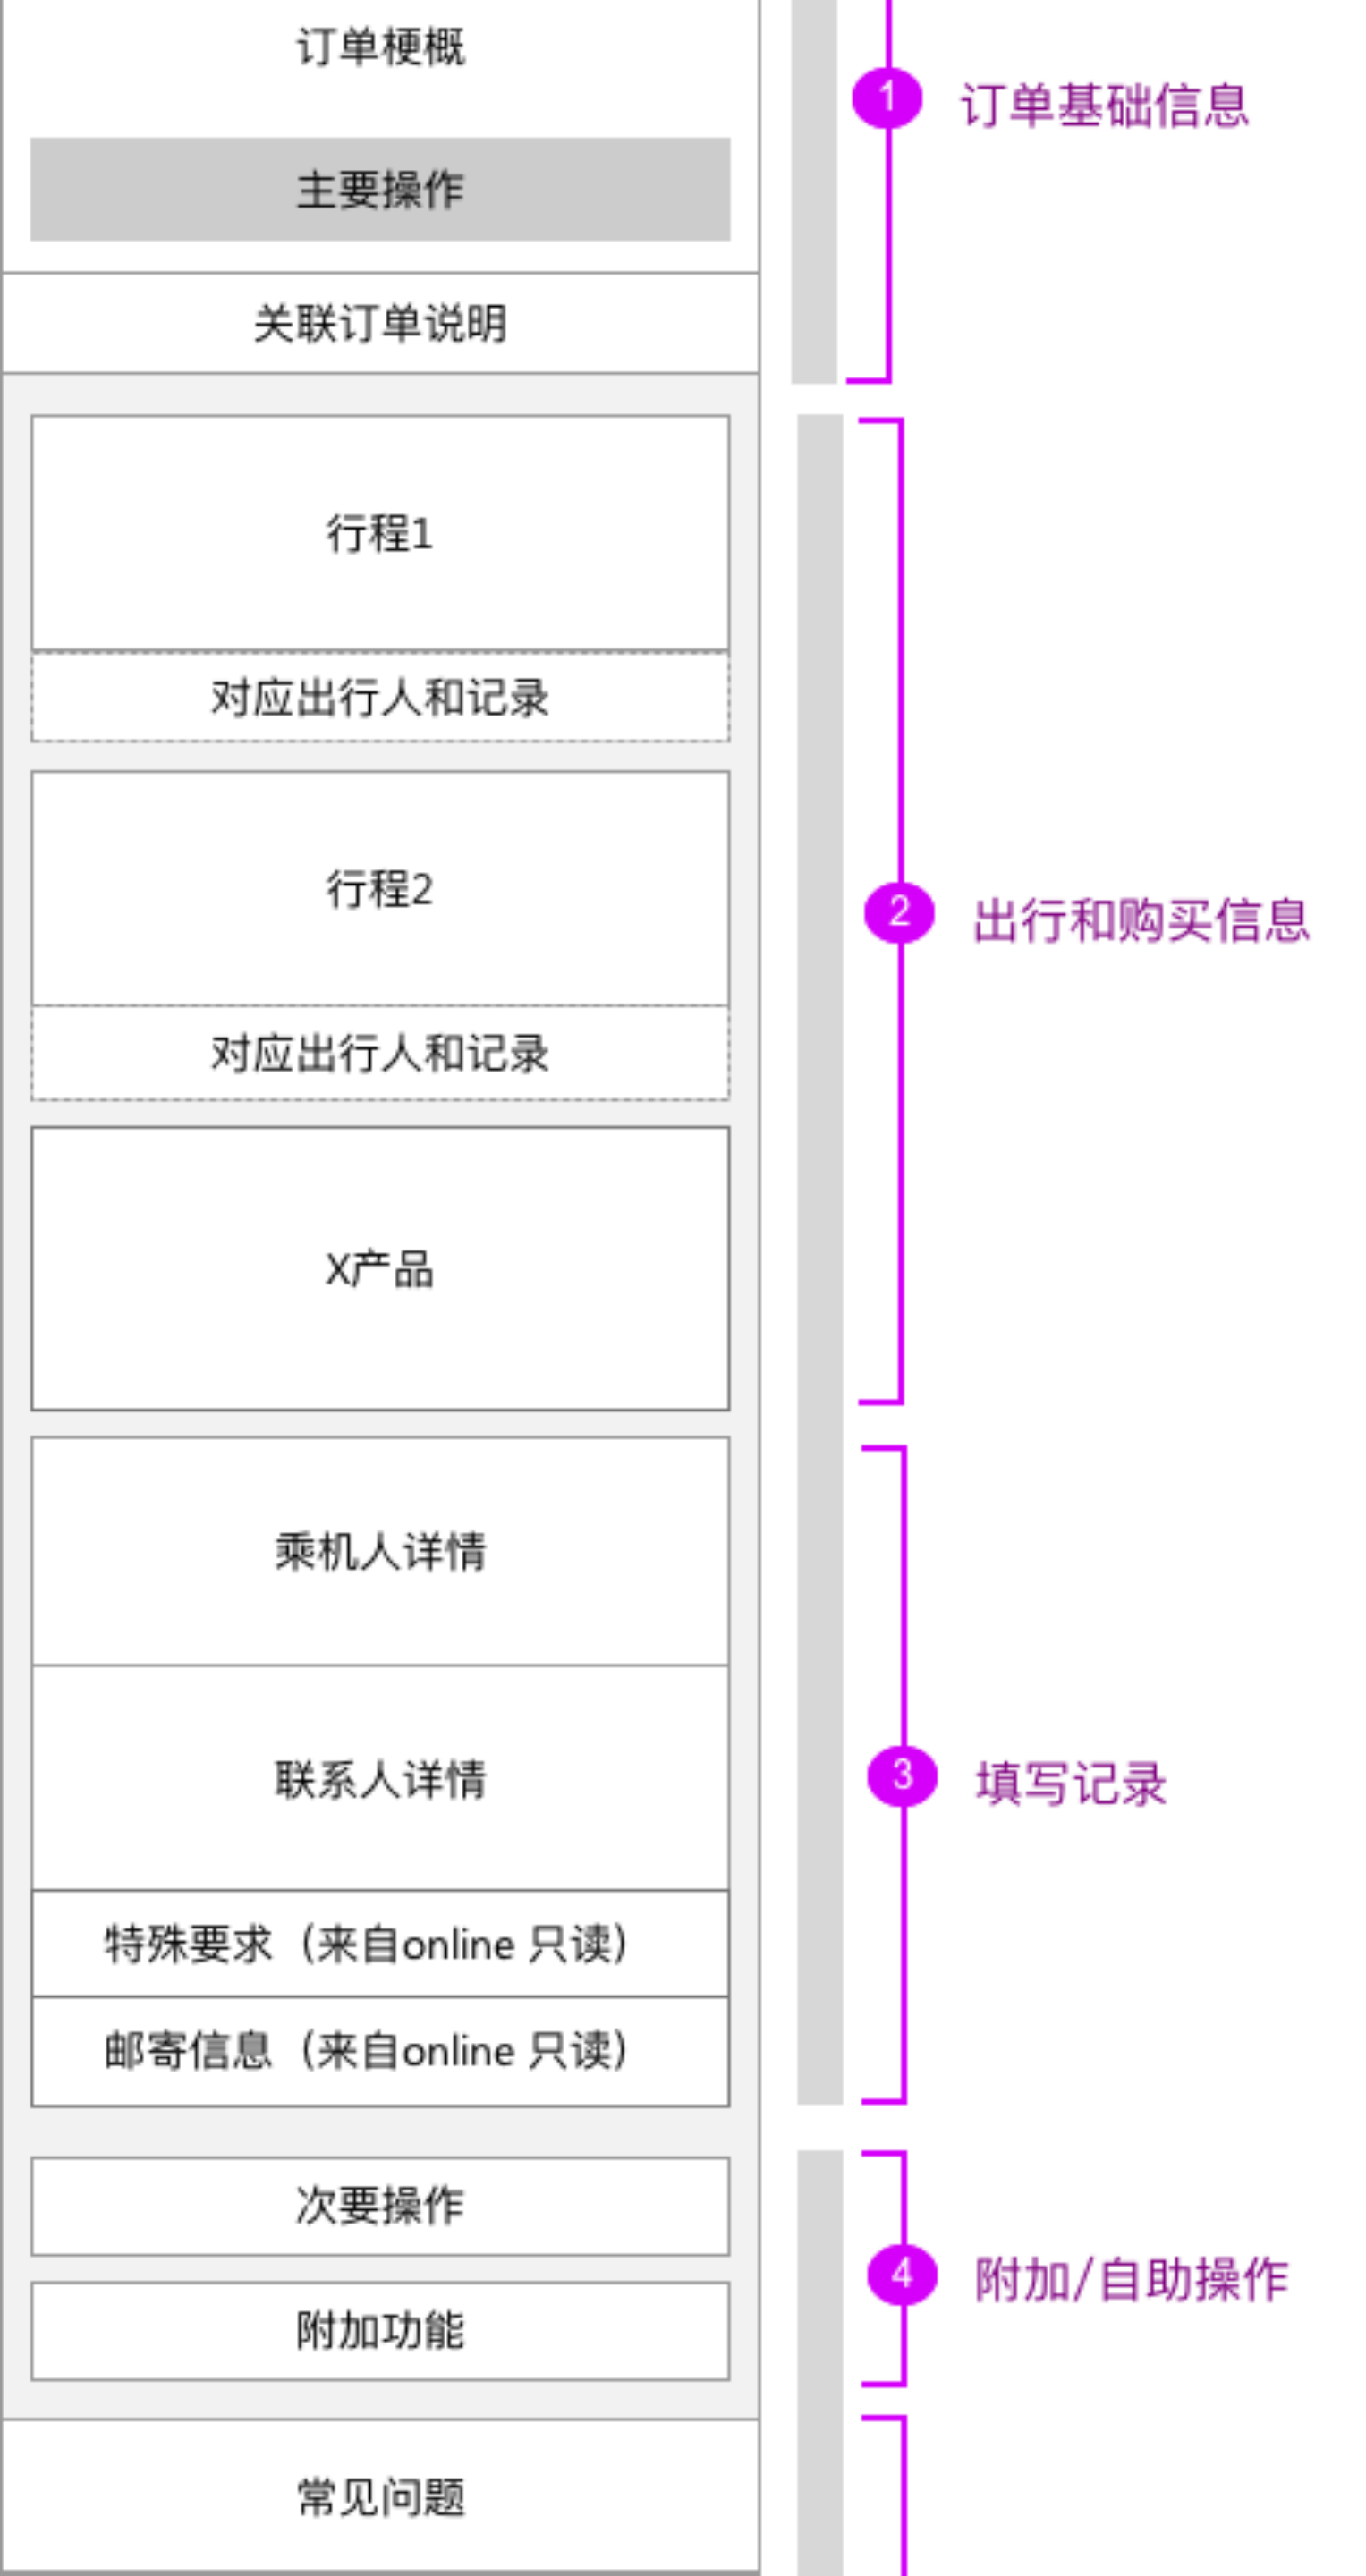 订单梗概
1 订单基础信息
主要操作
关联订单说明
行程1
对应出行人和记录
行程2
2 出行和购买信息
对应出行人和记录
X产品
乘机人详情
联系人详情
3 填写记录
特殊要求（来自online 只读）
邮寄信息（来自online 只读）
次要操作
4 附加/自助操作
附加功能
常见问题